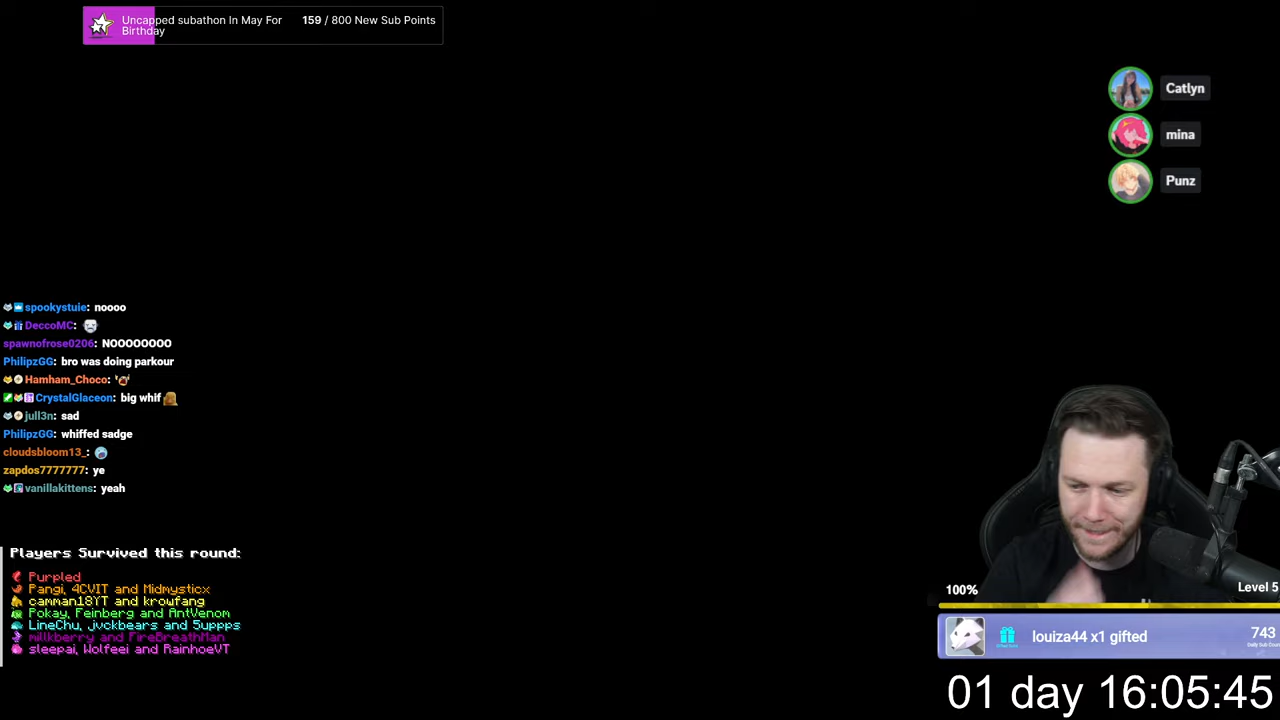 Uncapped subathon In May For Birthday
159 / 800 New Sub Points
Catlyn
mina
Punz
spookystuie: noooo
DeccoMC:
spawnofrose0206: NOOOOOOOO
PhilipzGG: bro was doing parkour
Hamham_Choco:
CrystalGlaceon: big whif
jull3n: sad
PhilipzGG: whiffed sadge
cloudsbloom13_:
zapdos7777777: ye
vanillakittens: yeah
Players Survived this round:
Purpled
Pangi, 4CVIT and Midmysticx
camman18YT and krowfang
Pokay, Feinberg and AntVenom
LineChu, jvckbears and 5uppps
milkberry and FireBreathMan
sleepai, Wolfeei and RainhoeVT
100%
Level 5
louiza44 x1 gifted
743
Daily Sub Count
01 day 16:05:45